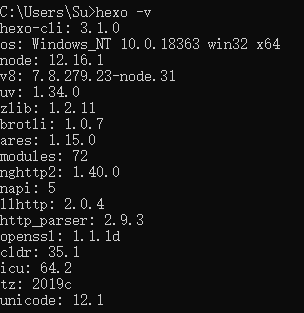 C:\Users\Su>hexo -v
hexo-cli: 3.1.0
os: Windows_NT 10.0.18363 win32 x64
node: 12.16.1
v8: 7.8.279.23-node.31
uv: 1.34.0
zlib: 1.2.11
brotli: 1.0.7
ares: 1.15.0
modules: 72
nghttp2: 1.40.0
napi: 5
llhttp: 2.0.4
http_parser: 2.9.3
openssl: 1.1.1d
cldr: 35.1
icu: 64.2
tz: 2019c
unicode: 12.1